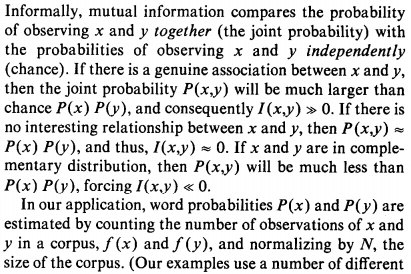 Informally, mutual information compares the probability
of observing x and y together (the joint probability) with
the probabilities of observing x and y independently
(chance). If there is a genuine association between x and y,
then the joint probability P(x,y) will be much larger than
chance P(x) P(y), and consequently I(x,y) ≫ 0. If there is
no interesting relationship between x and y, then P(x,y) ≈
P(x) P(y), and thus, I(x,y) ≈ 0. If x and y are in comple-
mentary distribution, then P(x,y) will be much less than
P(x) P(y), forcing I(x,y) ≪ 0.
In our application, word probabilities P(x) and P(y) are
estimated by counting the number of observations of x and
y in a corpus, f(x) and f(y), and normalizing by N, the
size of the corpus. (Our examples use a number of different